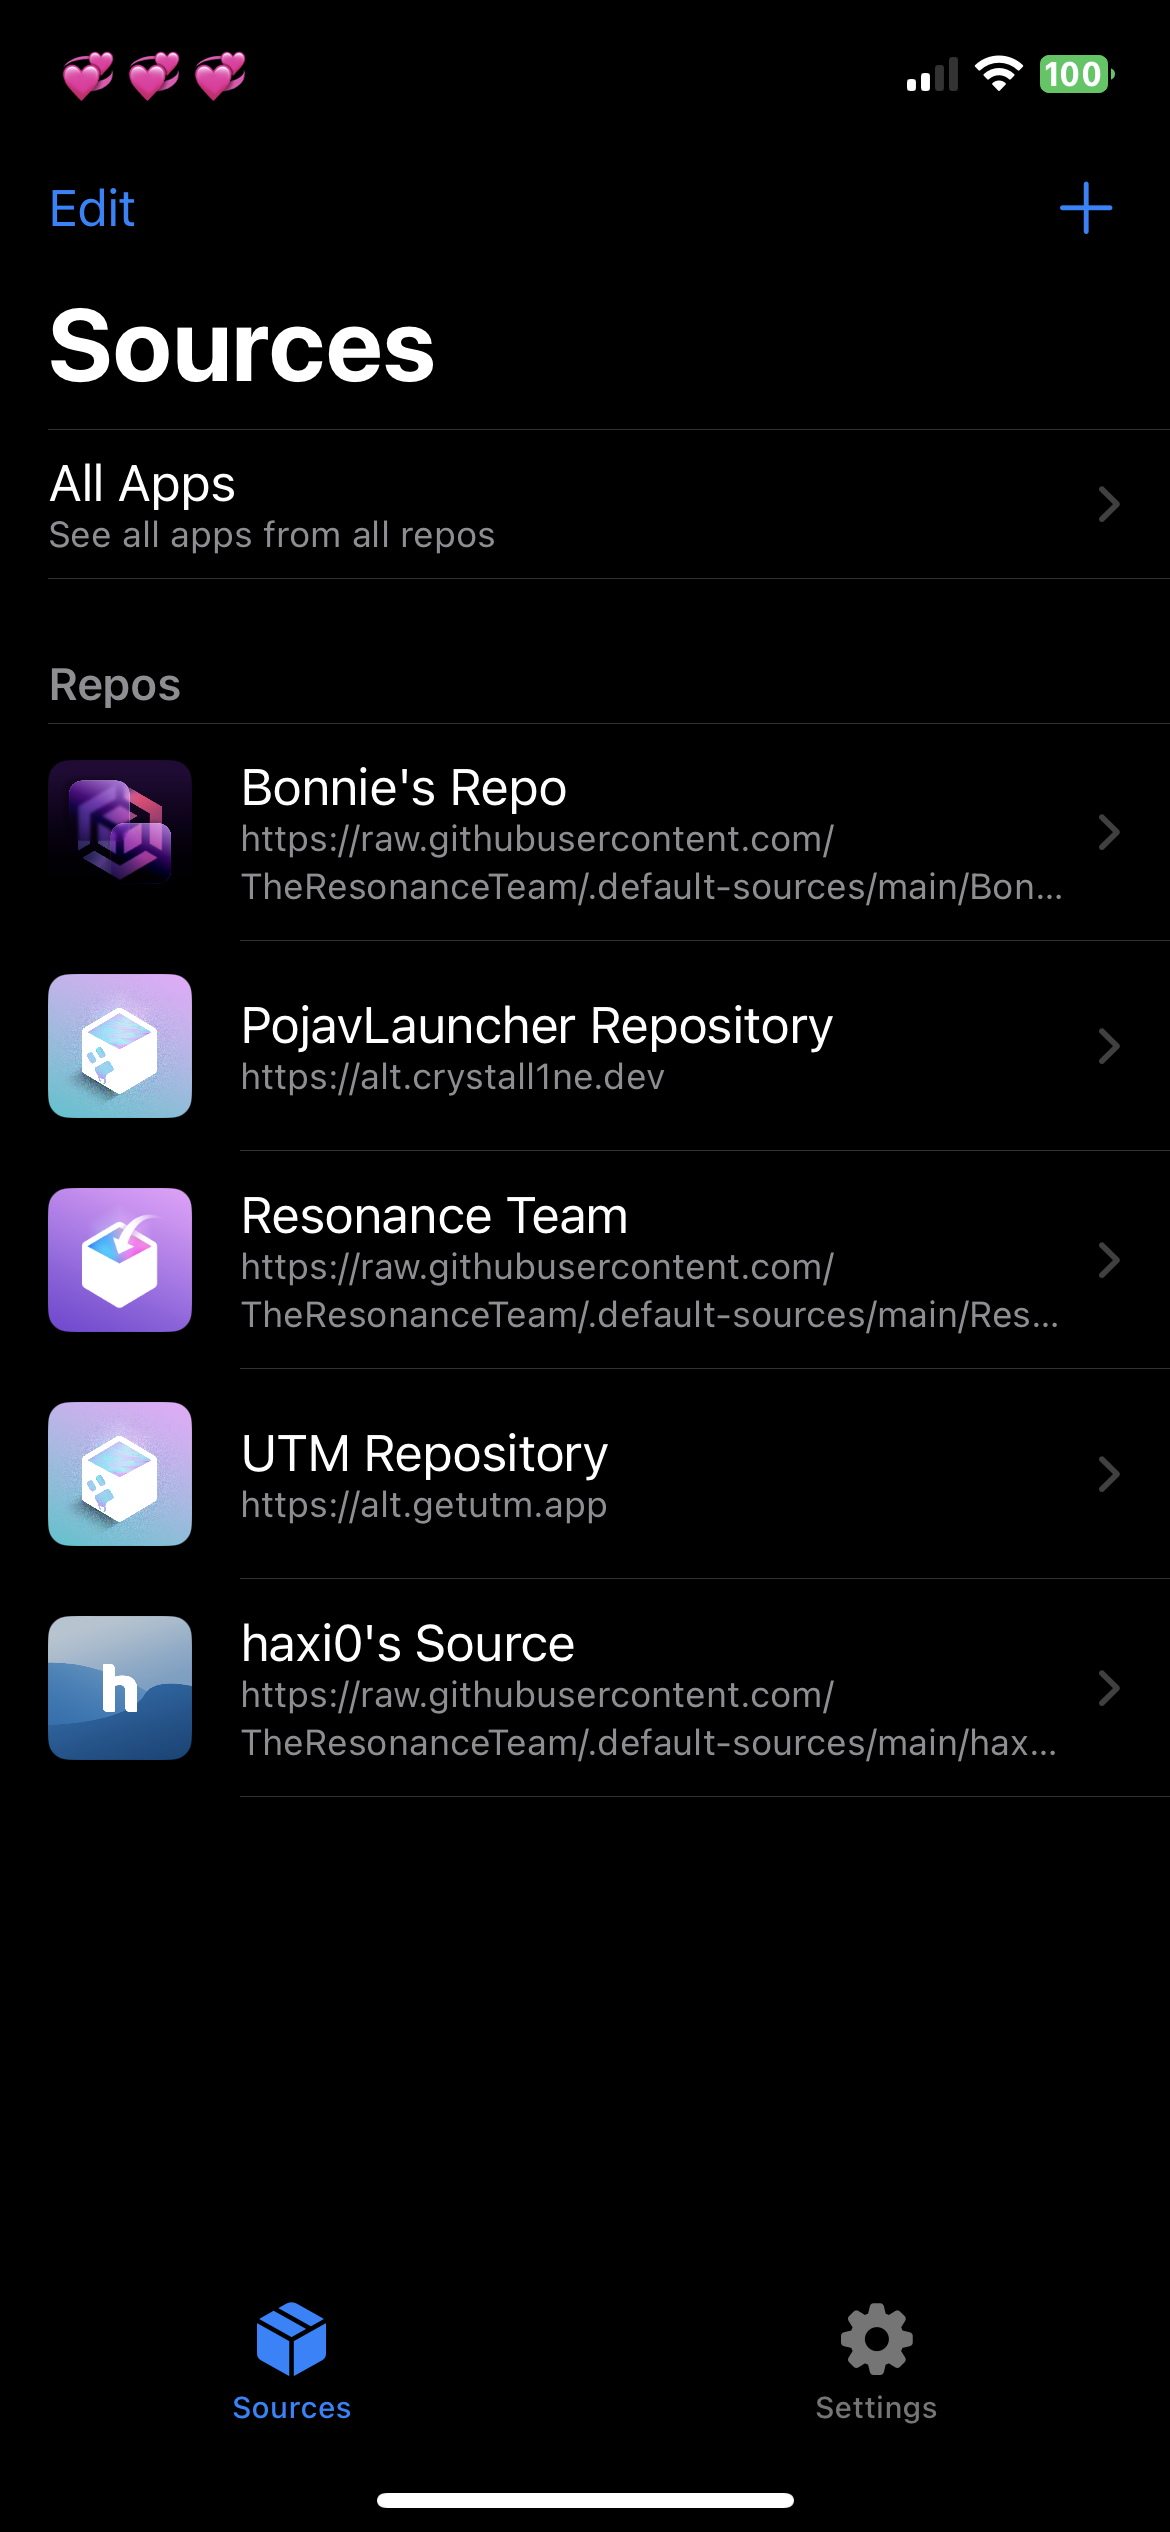 💞💞💞 100
Edit
Sources
All Apps
See all apps from all repos
Repos
Bonnie's Repo
https://raw.githubusercontent.com/
TheResonanceTeam/.default-sources/main/Bon...
PojavLauncher Repository
https://alt.crystall1ne.dev
Resonance Team
https://raw.githubusercontent.com/
TheResonanceTeam/.default-sources/main/Res...
UTM Repository
https://alt.getutm.app
h
haxi0's Source
https://raw.githubusercontent.com/
TheResonanceTeam/.default-sources/main/hax...
Sources Settings